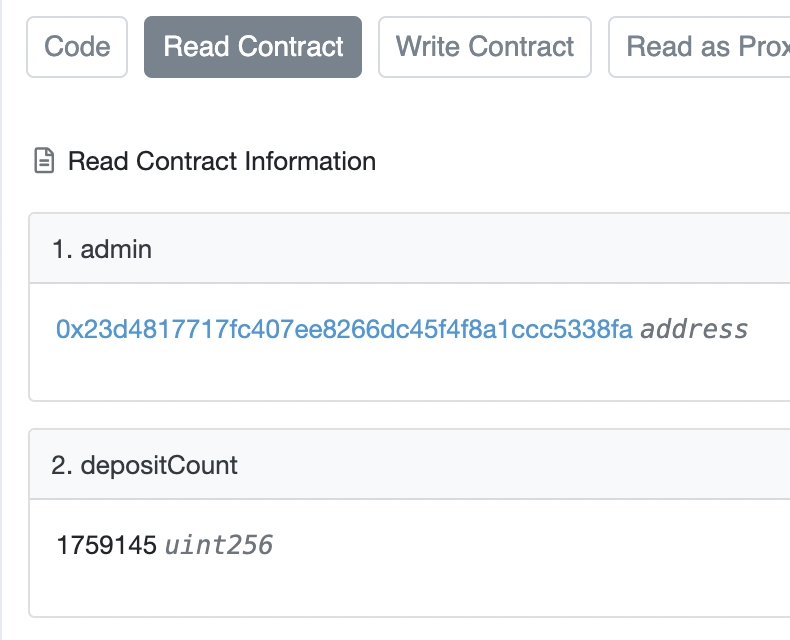 Code Read Contract Write Contract Read as Prox
Read Contract Information
1. admin
0x23d4817717fc407ee8266dc45f4f8a1ccc5338fa address
2. depositCount
1759145 uint256